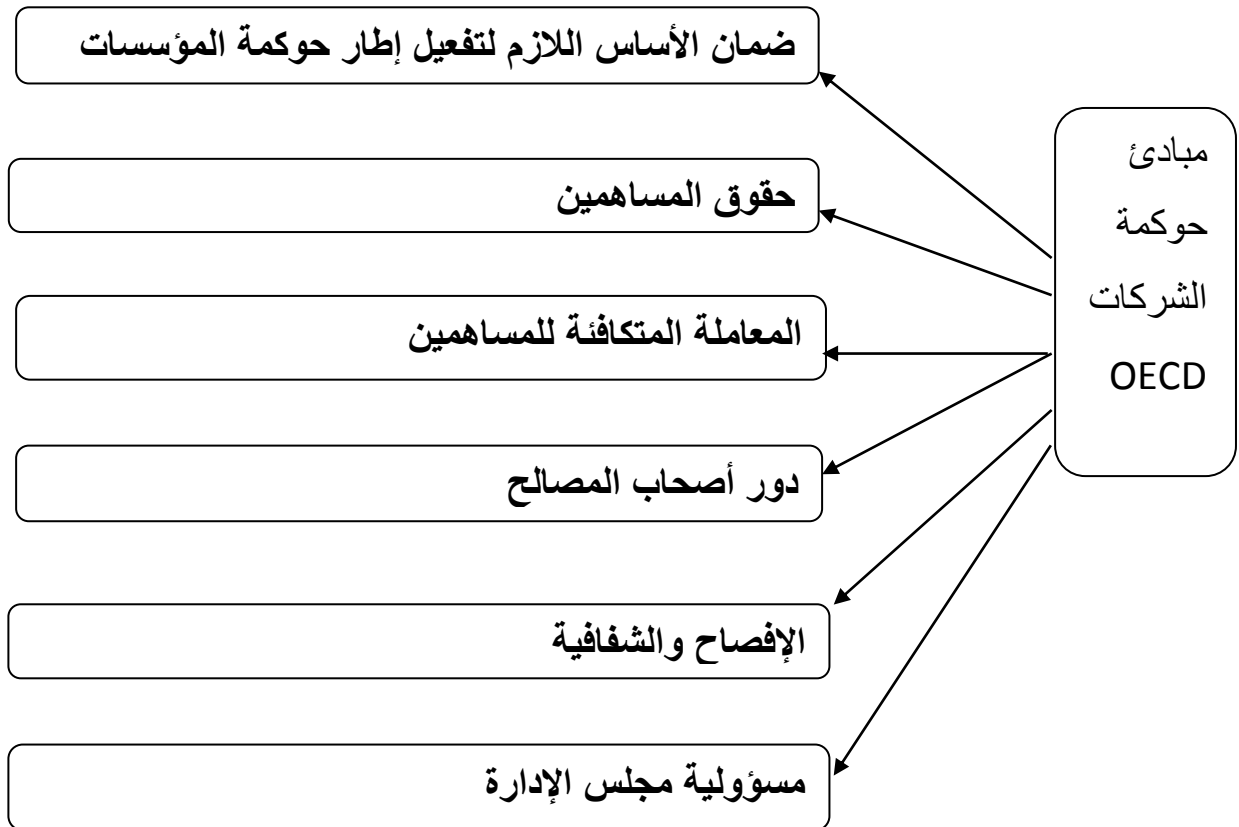 ضمان الأساس اللازم لتفعيل إطار حوكمة المؤسسات
مبادئ
حوكمة
الشركات
OECD
حقوق المساهمين
المعاملة المتكافئة للمساهمين
دور أصحاب المصالح
الإفصاح والشفافية
مسؤولية مجلس الإدارة